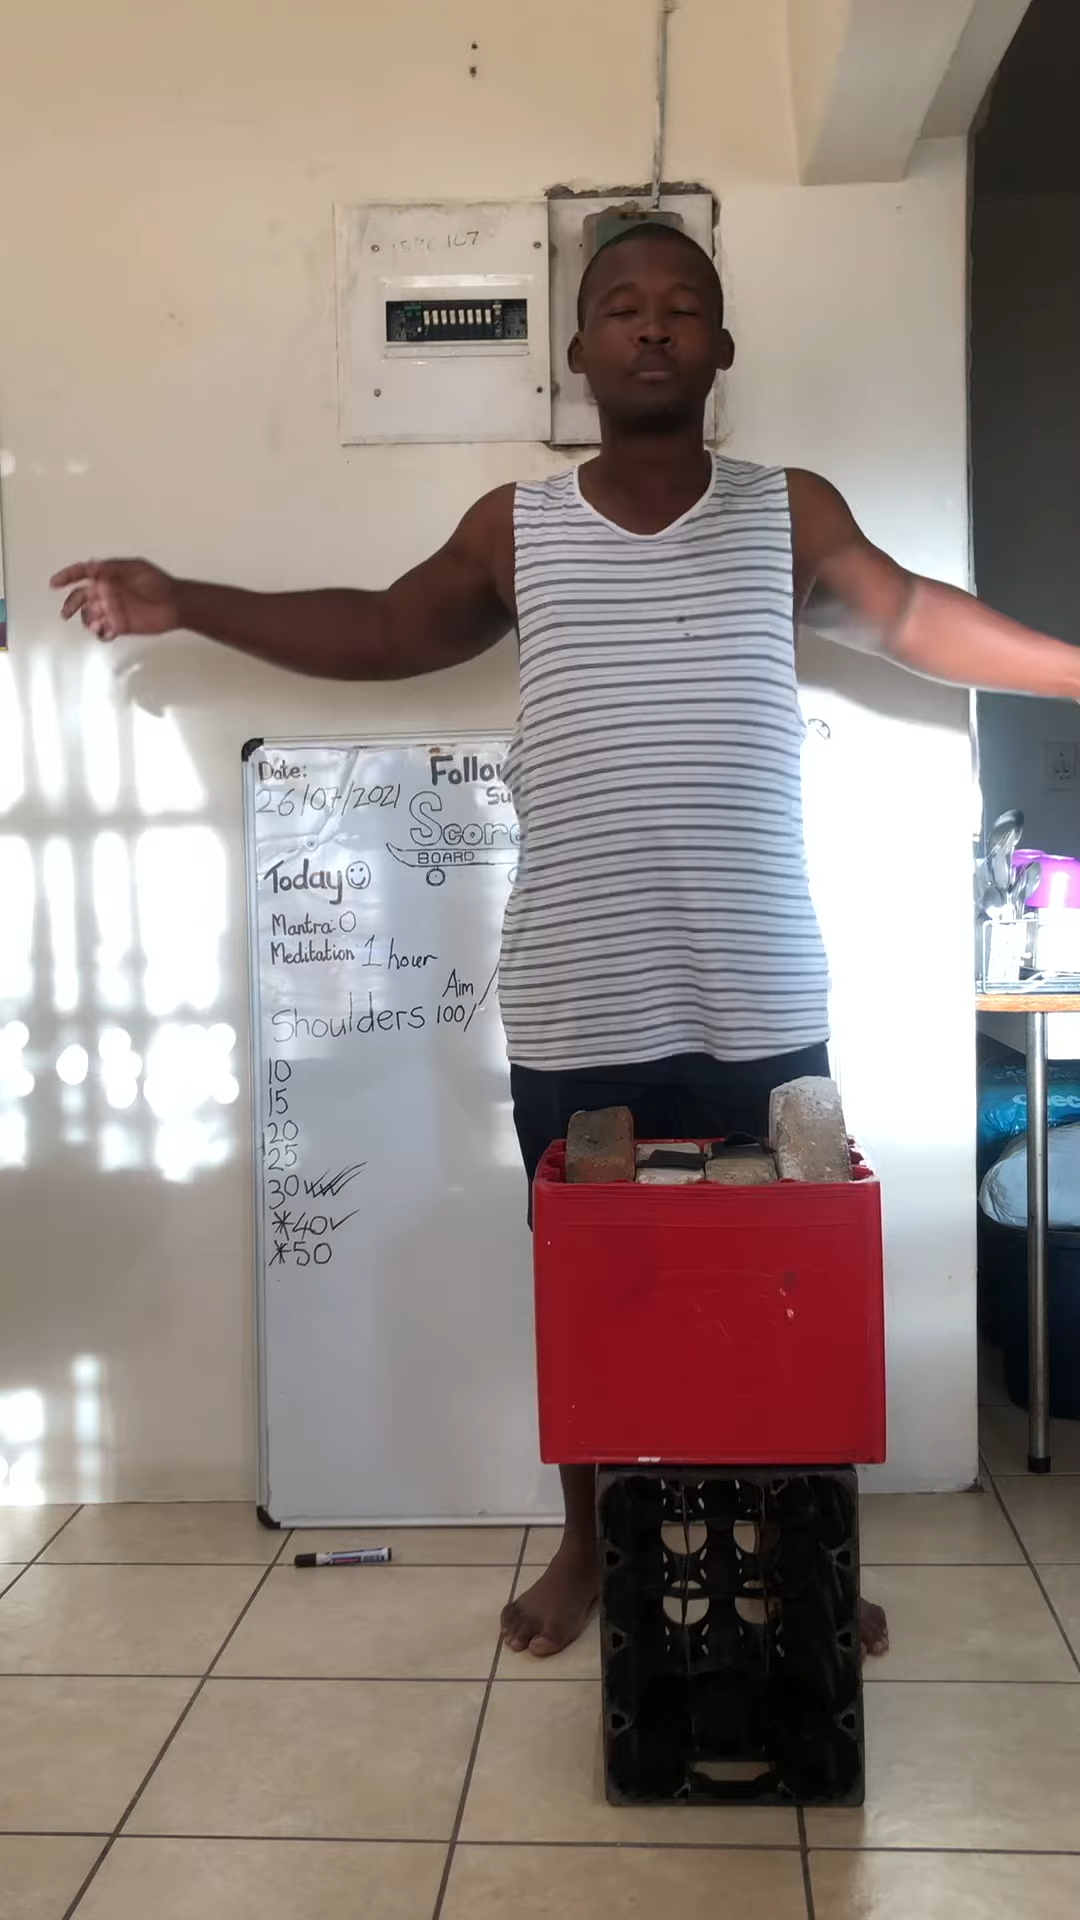 Date:
26/07/2021
Follow
Su
Score
BOARD
Today
Mantra: 0
Meditation 1 hour
Aim
Shoulders 100/
10
15
20
25
30
*40✓
*50